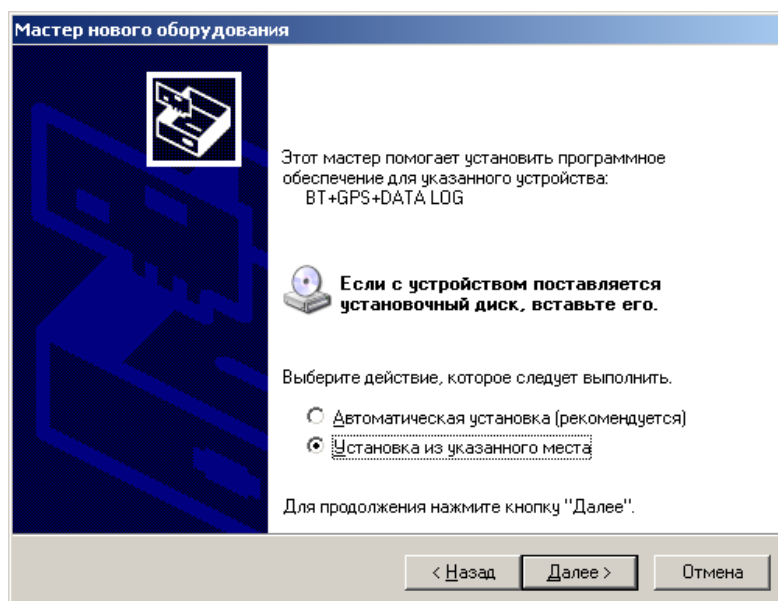 Мастер нового оборудования
Этот мастер помогает установить программное
обеспечение для указанного устройства:
BT+GPS+DATA LOG
Если с устройством поставляется
установочный диск, вставьте его.
Выберите действие, которое следует выполнить.
Автоматическая установка (рекомендуется)
Установка из указанного места
Для продолжения нажмите кнопку "Далее".
< Назад Далее > Отмена